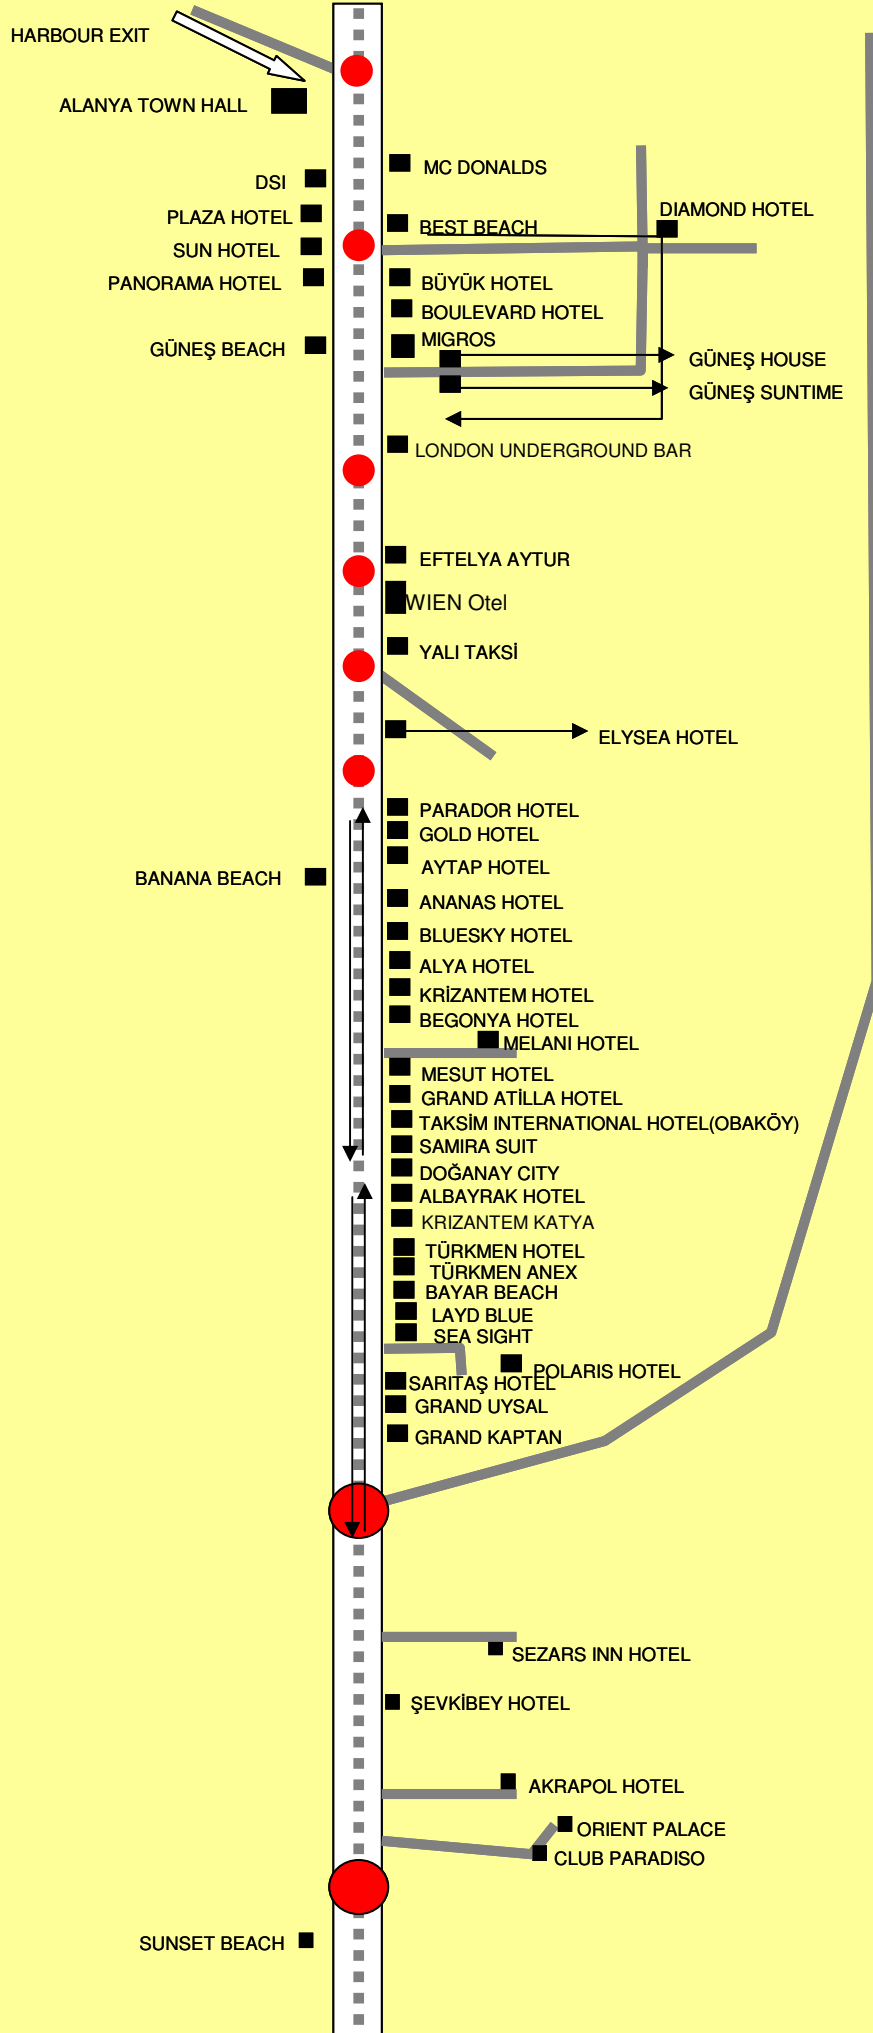 HARBOUR EXIT
ALANYA TOWN HALL
MC DONALDS
DSI
PLAZA HOTEL
DIAMOND HOTEL
BEST BEACH
SUN HOTEL
PANORAMA HOTEL
BÜYÜK HOTEL
BOULEVARD HOTEL
MIGROS
GÜNEŞ BEACH
GÜNEŞ HOUSE
GÜNEŞ SUNTIME
LONDON UNDERGROUND BAR
EFTELYA AYTUR
WIEN Otel
YALI TAKSİ
ELYSEA HOTEL
PARADOR HOTEL
GOLD HOTEL
AYTAP HOTEL
BANANA BEACH
ANANAS HOTEL
BLUESKY HOTEL
ALYA HOTEL
KRİZANTEM HOTEL
BEGONYA HOTEL
MELANI HOTEL
MESUT HOTEL
GRAND ATİLLA HOTEL
TAKSİM INTERNATIONAL HOTEL(OBAKÖY)
SAMIRA SUIT
DOĞANAY CITY
ALBAYRAK HOTEL
KRIZANTEM KATYA
TÜRKMEN HOTEL
TÜRKMEN ANEX
BAYAR BEACH
LAYD BLUE
SEA SIGHT
POLARIS HOTEL
SARITAŞ HOTEL
GRAND UYSAL
GRAND KAPTAN
SEZARS INN HOTEL
ŞEVKİBEY HOTEL
AKRAPOL HOTEL
ORIENT PALACE
CLUB PARADISO
SUNSET BEACH